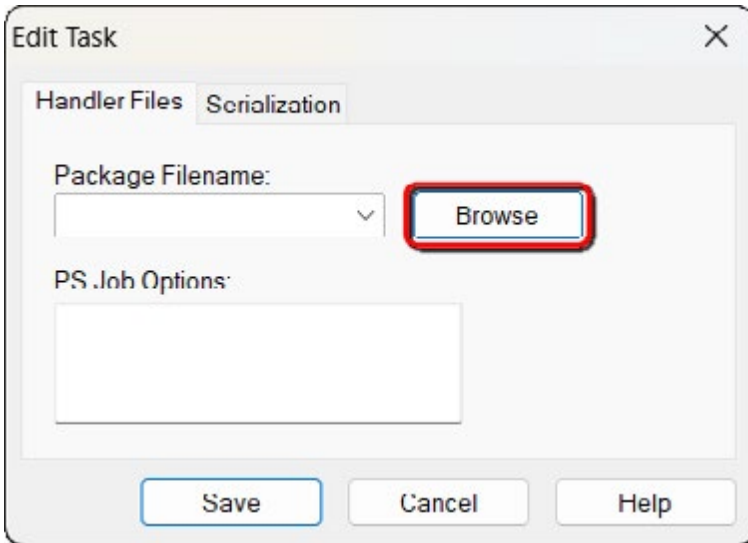 Edit Task
Handler Files Serialization
Package Filename:
Browse
PS Job Options:
Save Cancel Help